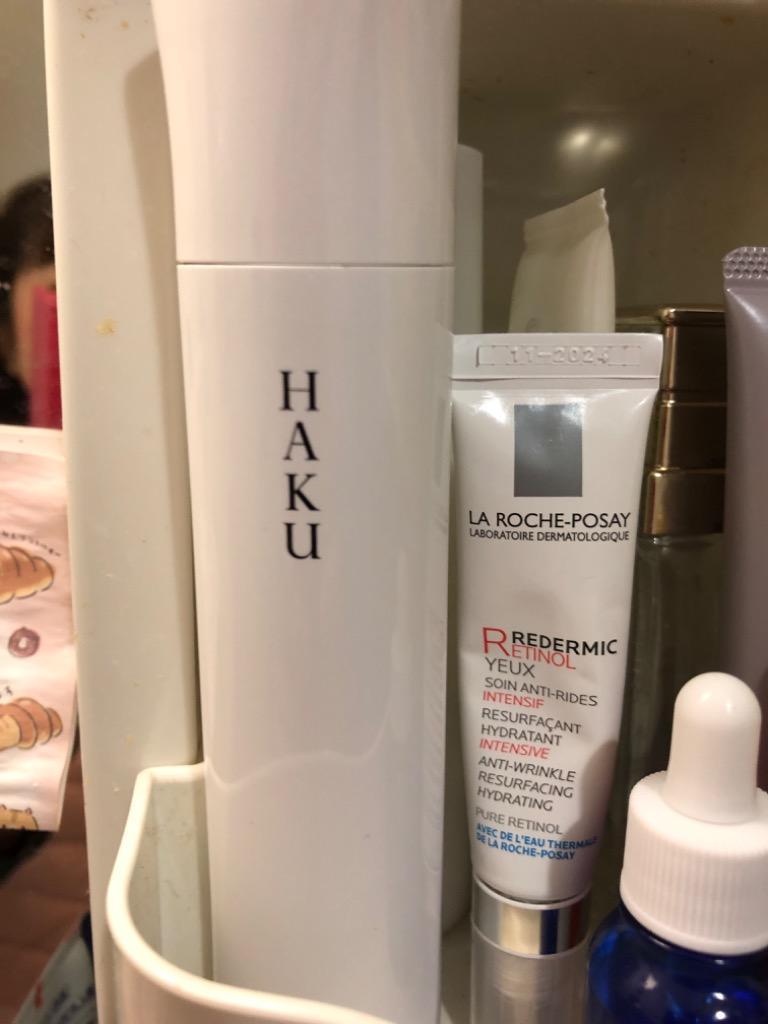 H
A
K
U
11-2024
LA ROCHE-POSAY
LABORATOIRE DERMATOLOGIQUE
REDERMIC
RETINOL
YEUX
SOIN ANTI-RIDES
INTENSIF
RESURFAÇANT
HYDRATANT
INTENSIVE
ANTI-WRINKLE
RESURFACING
HYDRATING
PURE RETINOL
AVEC DE L'EAU THERMALE
DE LA ROCHE-POSAY